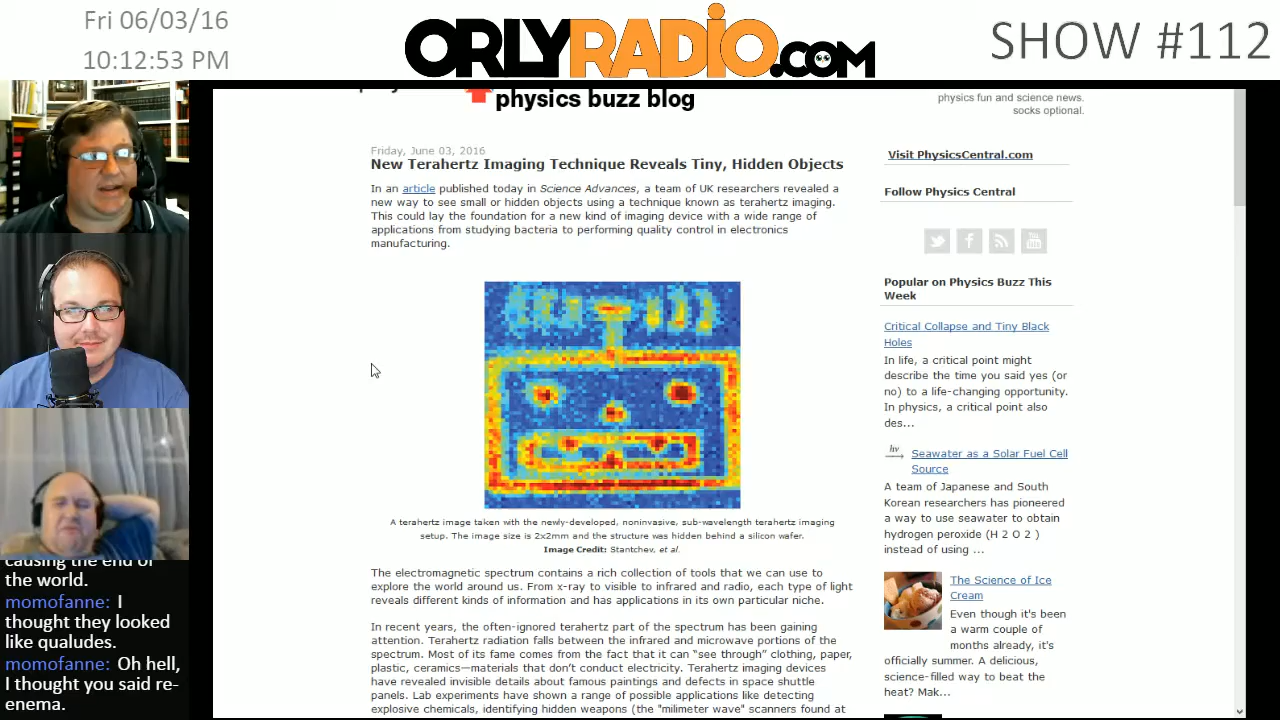 Fri 06/03/16
10:12:53 PM
ORLYRADiO.COM
SHOW #112
physics buzz blog
physics fun and science news.
socks optional.
Friday, June 03, 2016
New Terahertz Imaging Technique Reveals Tiny, Hidden Objects
In an article published today in Science Advances, a team of UK researchers revealed a
new way to see small or hidden objects using a technique known as terahertz imaging.
This could lay the foundation for a new kind of imaging device with a wide range of
applications from studying bacteria to performing quality control in electronics
manufacturing.
A terahertz image taken with the newly-developed, noninvasive, sub-wavelength terahertz imaging
setup. The image size is 2x2mm and the structure was hidden behind a silicon wafer.
Image Credit: Stantchev, et al.
The electromagnetic spectrum contains a rich collection of tools that we can use to
explore the world around us. From x-ray to visible to infrared and radio, each type of light
reveals different kinds of information and has applications in its own particular niche.
In recent years, the often-ignored terahertz part of the spectrum has been gaining
attention. Terahertz radiation falls between the infrared and microwave portions of the
spectrum. Most of its fame comes from the fact that it can "see through" clothing, paper,
plastic, ceramics—materials that don't conduct electricity. Terahertz imaging devices
have revealed invisible details about famous paintings and defects in space shuttle
panels. Lab experiments have shown a range of possible applications like detecting
explosive chemicals, identifying hidden weapons (the "milimeter wave" scanners found at
Visit PhysicsCentral.com
Follow Physics Central
You
Tube
Popular on Physics Buzz This
Week
Critical Collapse and Tiny Black
Holes
In life, a critical point might
describe the time you said yes (or
no) to a life-changing opportunity.
In physics, a critical point also
des...
hν
Seawater as a Solar Fuel Cell
Source
A team of Japanese and South
Korean researchers has pioneered
a way to use seawater to obtain
hydrogen peroxide (H 2 O 2 )
instead of using ...
The Science of Ice
Cream
Even though it's been
a warm couple of
months already, it's
officially summer. A delicious,
science-filled way to beat the
heat? Mak...
causing the end of
the world.
momofanne: I
thought they looked
like qualudes.
momofanne: Oh hell,
I thought you said re-
enema.